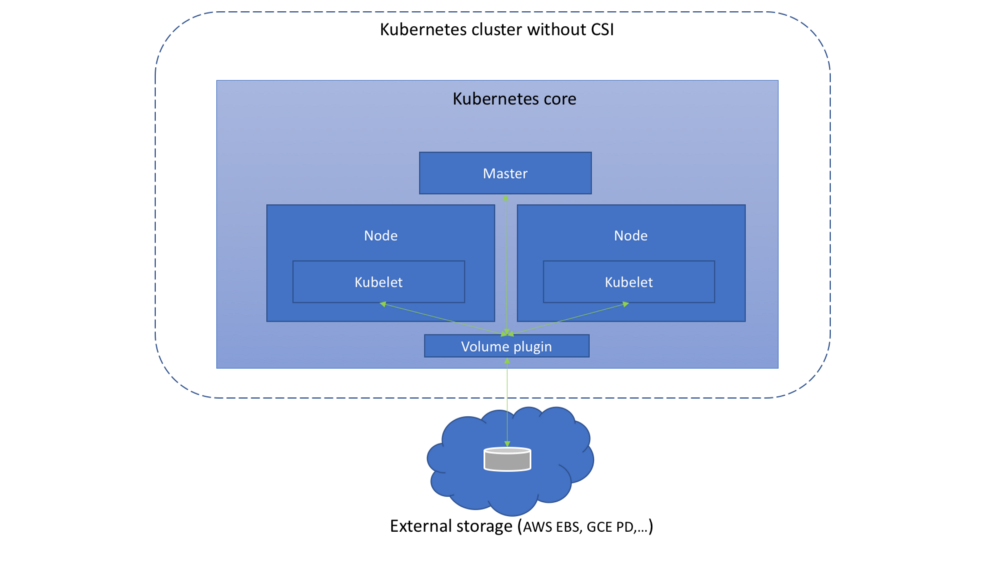 Kubernetes cluster without CSI
Kubernetes core
Master
Node
Node
Kubelet
Kubelet
Volume plugin
External storage (AWS EBS, GCE PD,...)